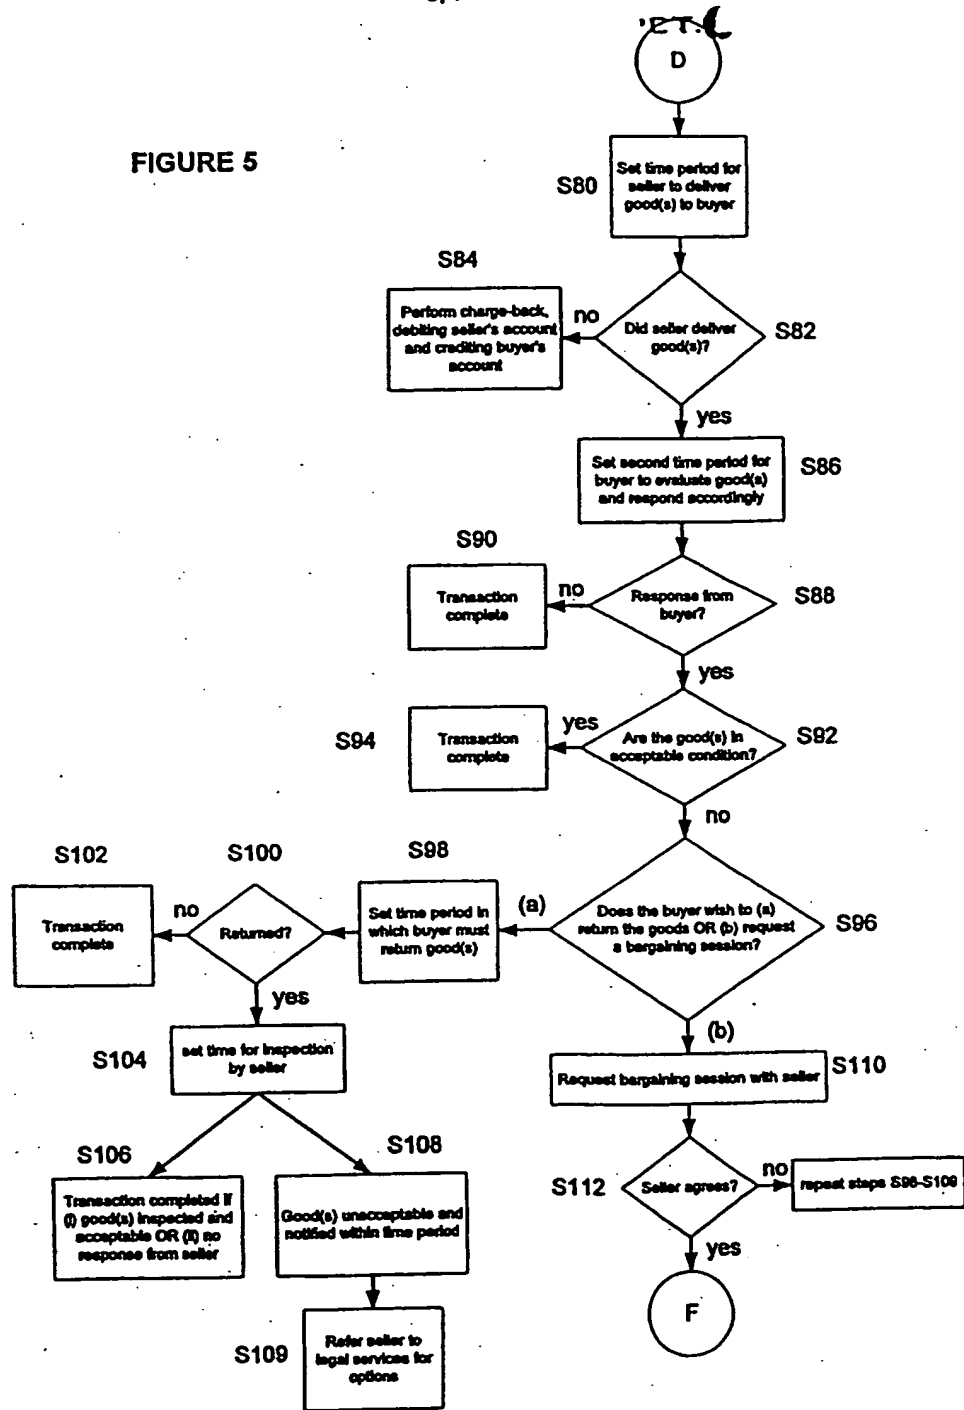 D
FIGURE 5
S80
Set time period for
seller to deliver
good(s) to buyer
S84
Perform charge-back,
debiting seller's account
and crediting buyer's
account
no
Did seller deliver
good(s)?
S82
yes
Set second time period for
buyer to evaluate good(s)
and respond accordingly
S86
S90
Transaction
complete
no
Response from
buyer?
S88
yes
S94
Transaction
complete
yes
Are the good(s) in
acceptable condition?
S92
no
S102
Transaction
complete
no
S100
Returned?
S98
Set time period in
which buyer must
return good(s)
(a)
Does the buyer wish to (a)
return the goods OR (b) request
a bargaining session?
S96
yes
(b)
S104
set time for inspection
by seller
Request bargaining session with seller
S110
S106
Transaction completed if
(i) good(s) inspected and
acceptable OR (ii) no
response from seller
S108
Good(s) unacceptable and
notified within time period
S112
Seller agrees?
no
repeat steps S96-S109
yes
S109
Refer seller to
legal services for
options
F